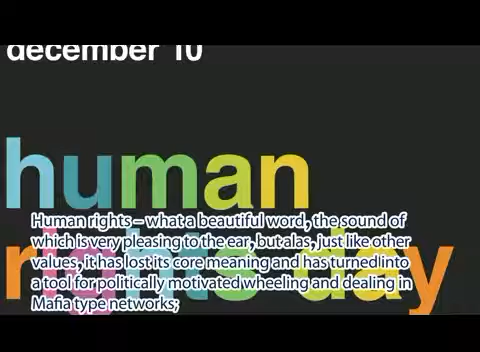 december 10
human
rights day
Human rights – what a beautiful word, the sound of
which is very pleasing to the ear, but alas, just like other
values, it has lost its core meaning and has turned into
a tool for politically motivated wheeling and dealing in
Mafia type networks;